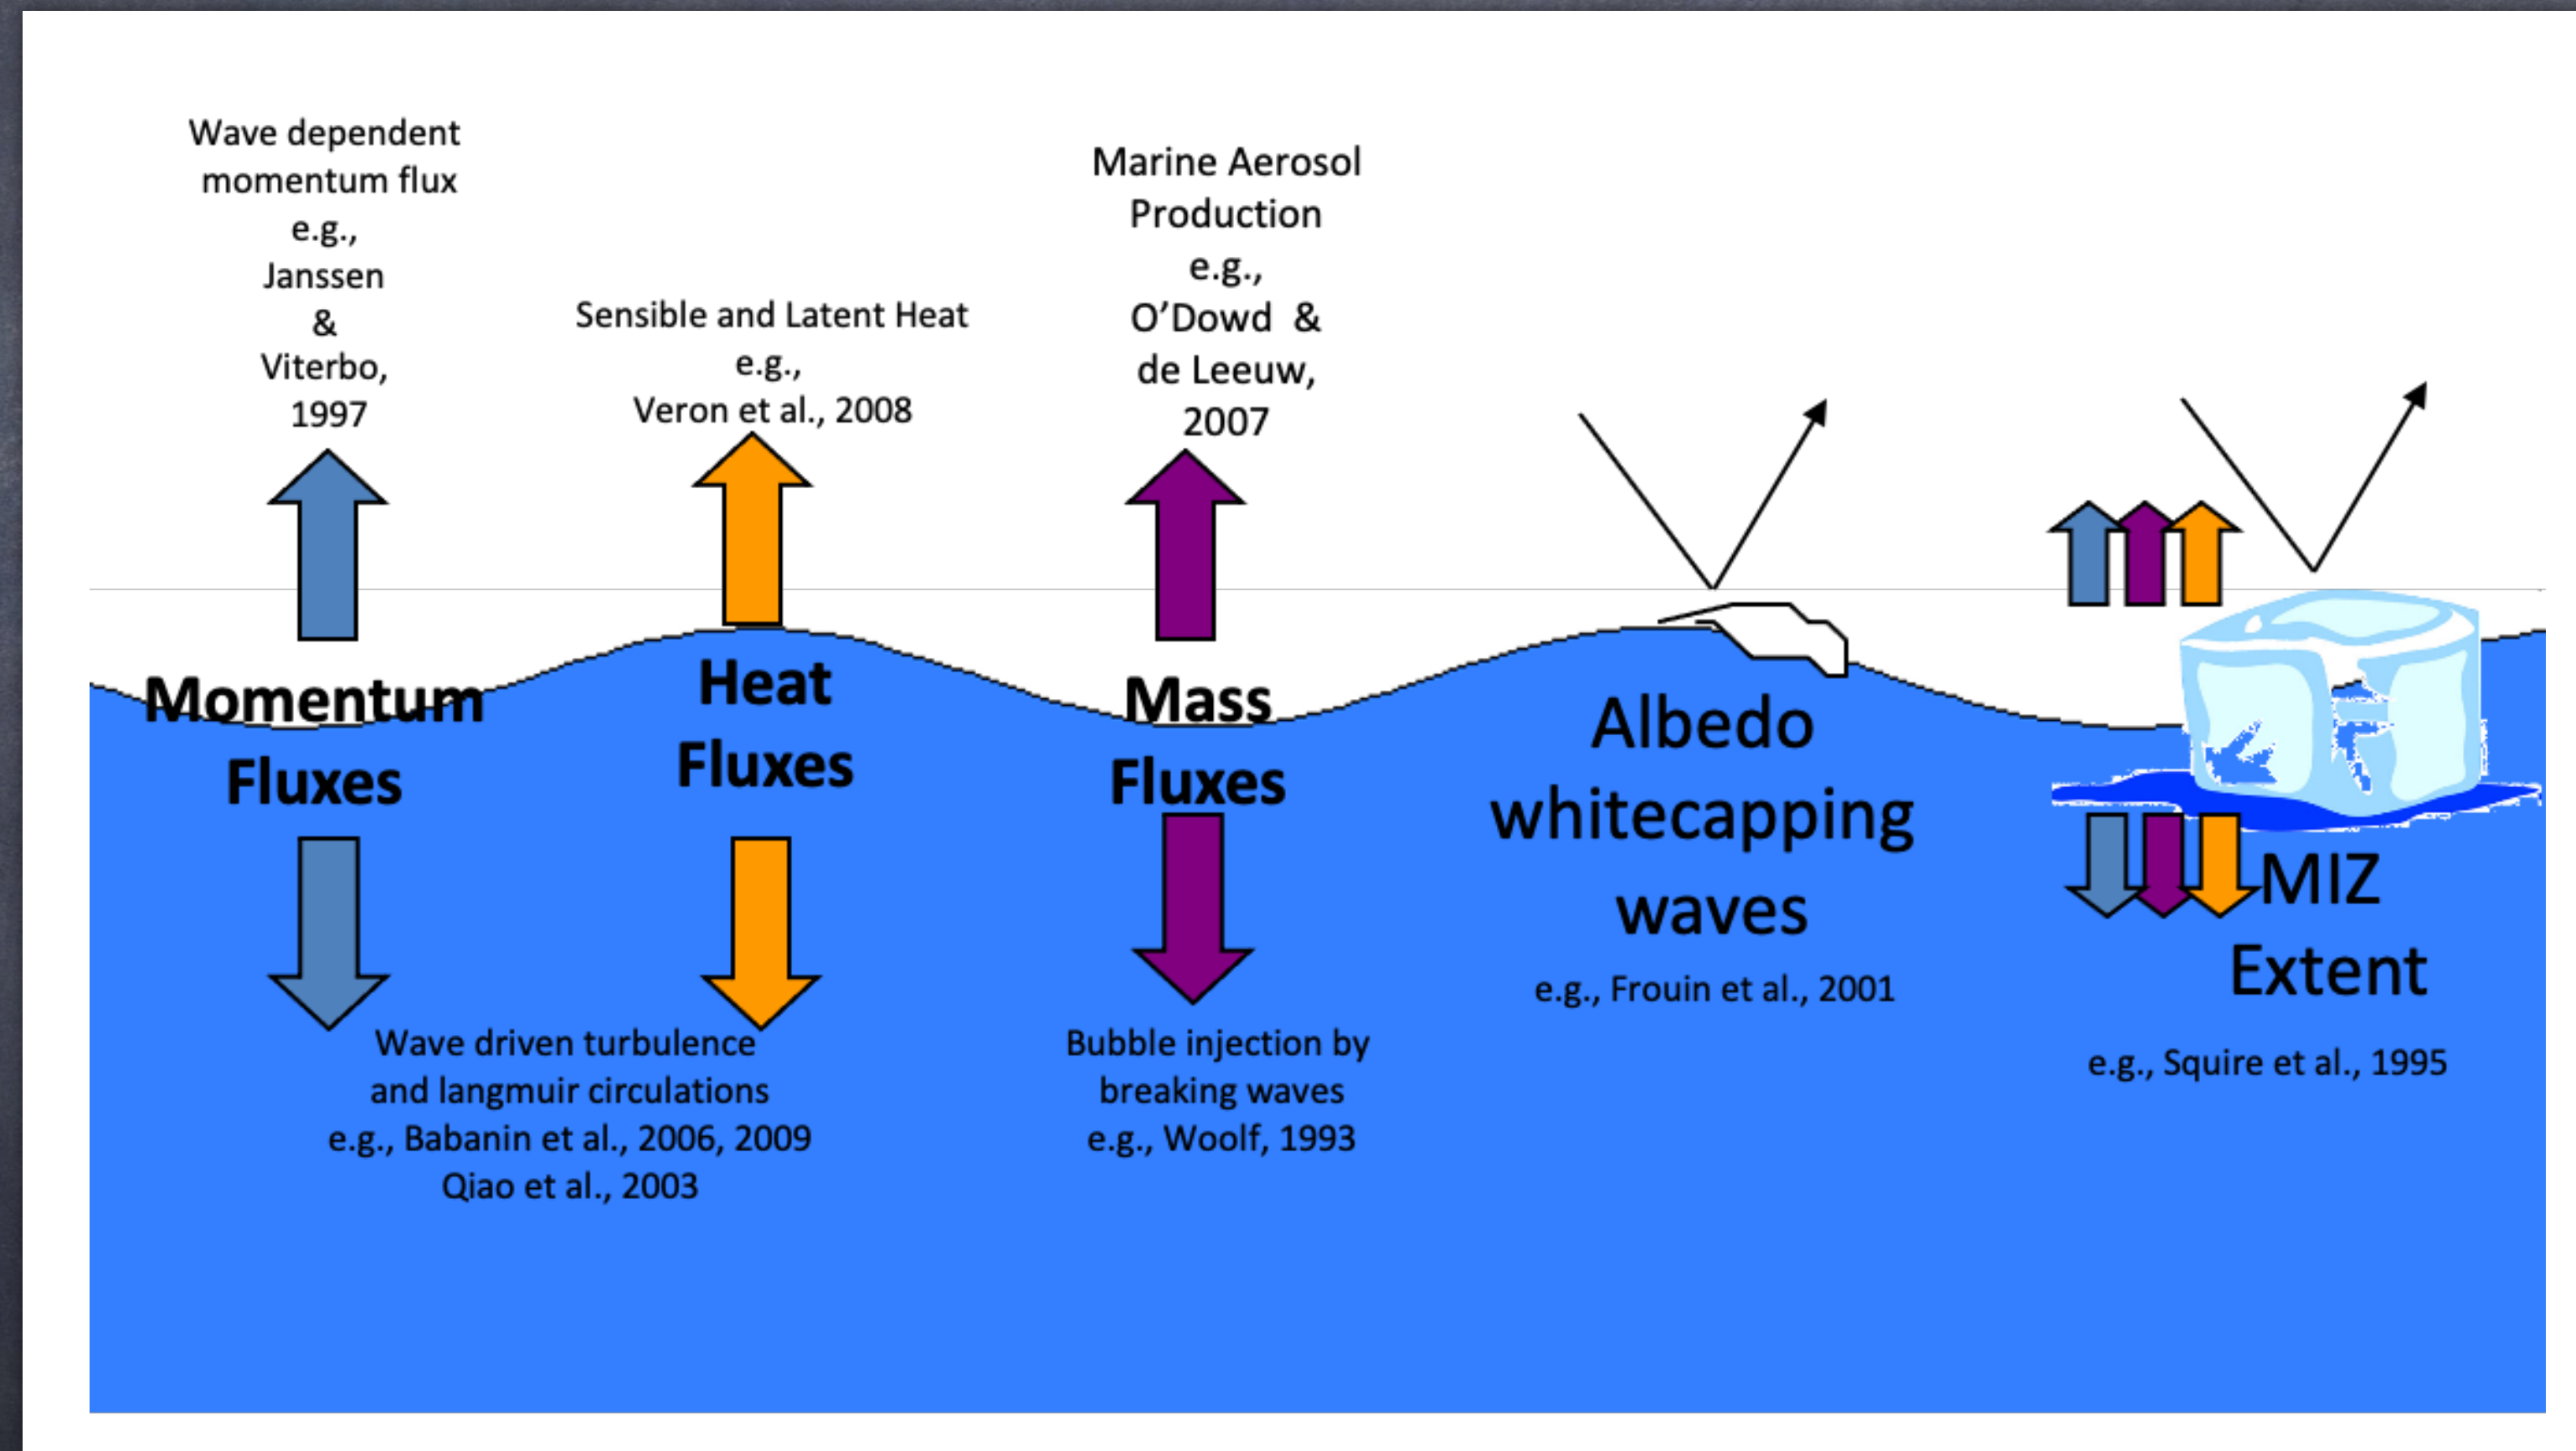 Wave dependent
momentum flux
e.g.,
Janssen
&
Viterbo,
1997
Sensible and Latent Heat
e.g.,
Veron et al., 2008
Marine Aerosol
Production
e.g.,
O’Dowd &
de Leeuw,
2007
Momentum
Fluxes
Heat
Fluxes
Mass
Fluxes
Albedo
whitecapping
waves
e.g., Frouin et al., 2001
MIZ
Extent
e.g., Squire et al., 1995
Wave driven turbulence
and langmuir circulations
e.g., Babanin et al., 2006, 2009
Qiao et al., 2003
Bubble injection by
breaking waves
e.g., Woolf, 1993